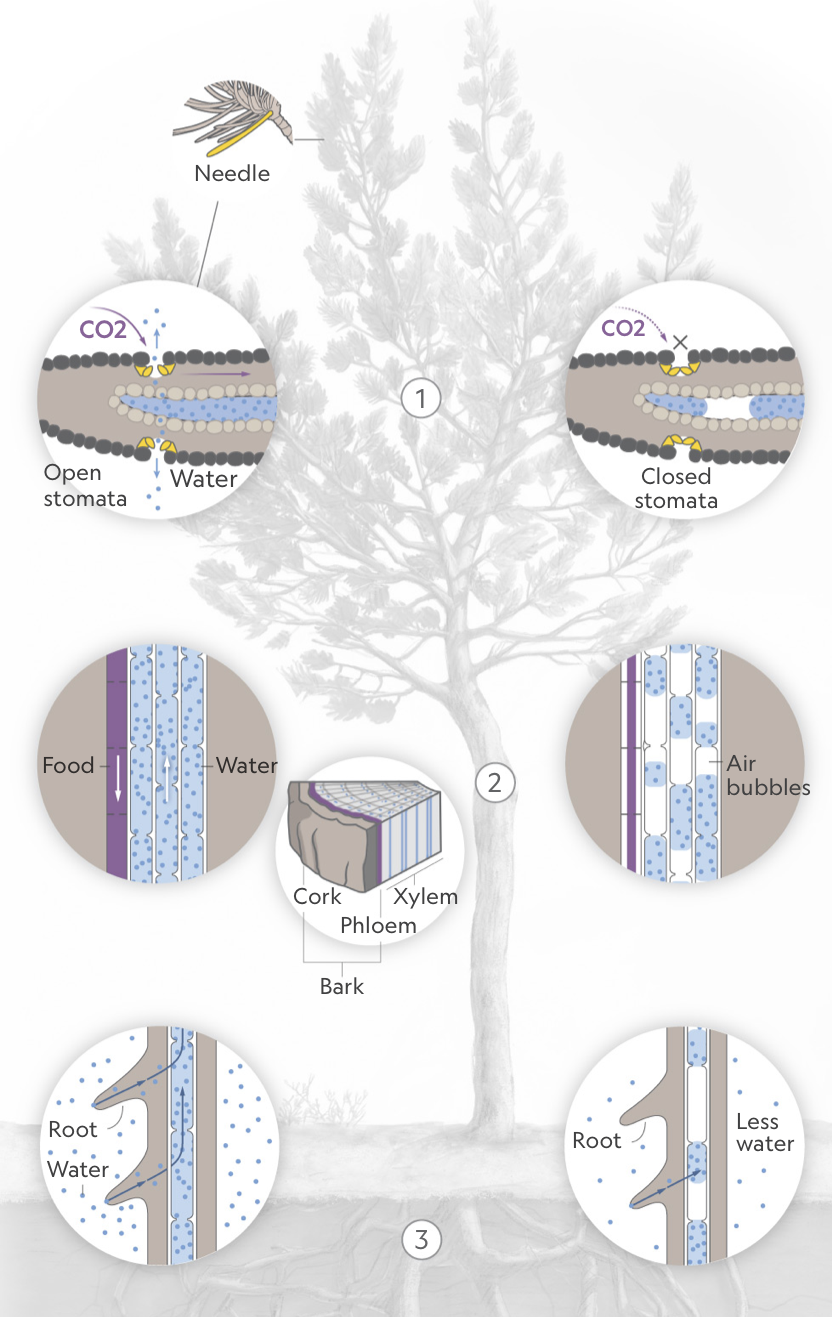 Needle
CO2
CO2
1
Open
stomata
Water
Closed
stomata
Food
Water
2
Air
bubbles
Cork
Xylem
Phloem
Bark
Root
Water
Root
Less
water
3